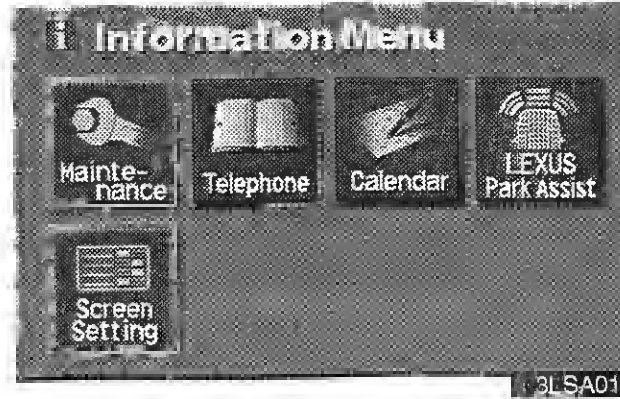 i Information Menu
Mainte-
nance
Telephone
Calendar
LEXUS
Park Assist
Screen
Setting
3LSA01